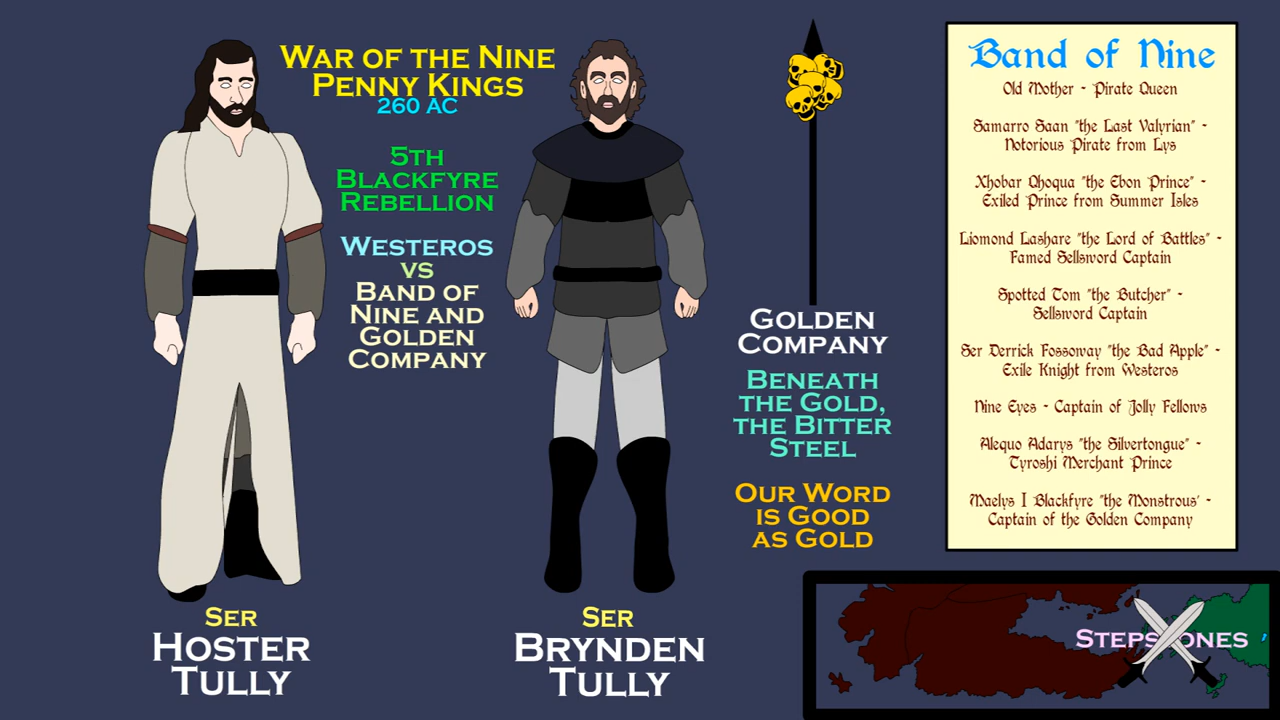 War of the Nine
Penny Kings
260 AC
5th
Blackfyre
Rebellion
Westeros
vs
Band of
Nine and
Golden
Company
Ser
Hoster
Tully
Ser
Brynden
Tully
Golden
Company
Beneath
the Gold,
the Bitter
Steel
Our Word
is Good
as Gold
Band of Nine
Old Mother - Pirate Queen
Samarro Saan "the Last Valyrian" -
Notorious Pirate from Lys
Xhobar Qhoqua "the Ebon Prince" -
Exiled Prince from Summer Isles
Liomond Lashare "the Lord of Battles" -
Famed Sellsword Captain
Spotted Tom "the Butcher" -
Sellsword Captain
Ser Derrick Fossoway "the Bad Apple" -
Exile Knight from Westeros
Nine Eyes - Captain of Jolly Fellows
Alequo Adarys "the Silvertongue" -
Tyroshi Merchant Prince
Maelys I Blackfyre "the Monstrous' -
Captain of the Golden Company
Stepstones